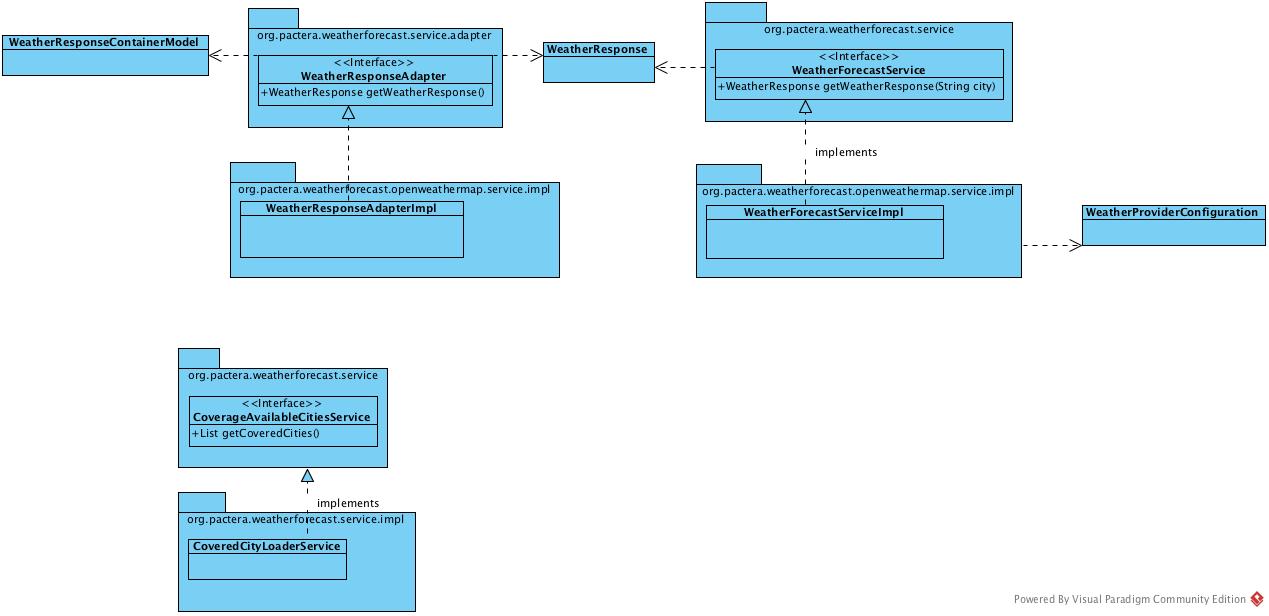 org.pactera.weatherforecast.service.adapter
org.pactera.weatherforecast.service
WeatherResponseContainerModel
WeatherResponse
<<Interface>>
WeatherResponseAdapter
+WeatherResponse getWeatherResponse()
<<Interface>>
WeatherForecastService
+WeatherResponse getWeatherResponse(String city)
implements
org.pactera.weatherforecast.openweathermap.service.impl
WeatherResponseAdapterImpl
org.pactera.weatherforecast.openweathermap.service.impl
WeatherForecastServiceImpl
WeatherProviderConfiguration
org.pactera.weatherforecast.service
<<Interface>>
CoverageAvailableCitiesService
+List getCoveredCities()
implements
org.pactera.weatherforecast.service.impl
CoveredCityLoaderService
Powered By Visual Paradigm Community Edition